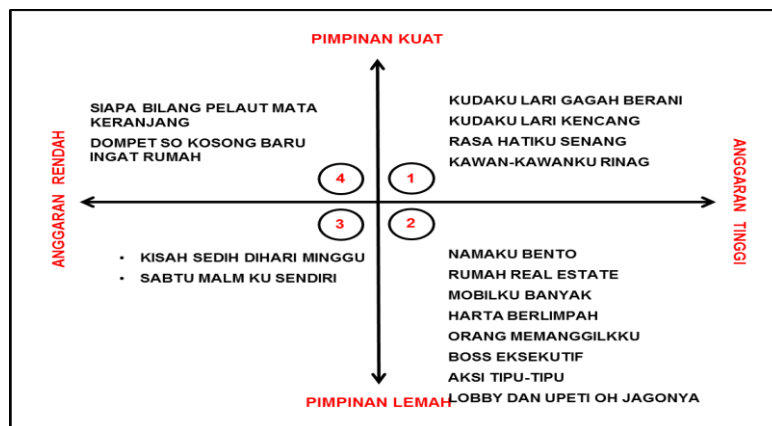 PIMPINAN KUAT
SIAPA BILANG PELAUT MATA
KERANJANG
DOMPET SO KOSONG BARU
INGAT RUMAH
KUDAKU LARI GAGAH BERANI
KUDAKU LARI KENCANG
RASA HATIKU SENANG
KAWAN-KAWANKU RINAG
ANGGARAN RENDAH
ANGGARAN TINGGI
4
1
3
2
• KISAH SEDIH DIHARI MINGGU
• SABTU MALM KU SENDIRI
NAMAKU BENTO
RUMAH REAL ESTATE
MOBILKU BANYAK
HARTA BERLIMPAH
ORANG MEMANGGILKKU
BOSS EKSEKUTIF
AKSI TIPU-TIPU
LOBBY DAN UPETI OH JAGONYA
PIMPINAN LEMAH